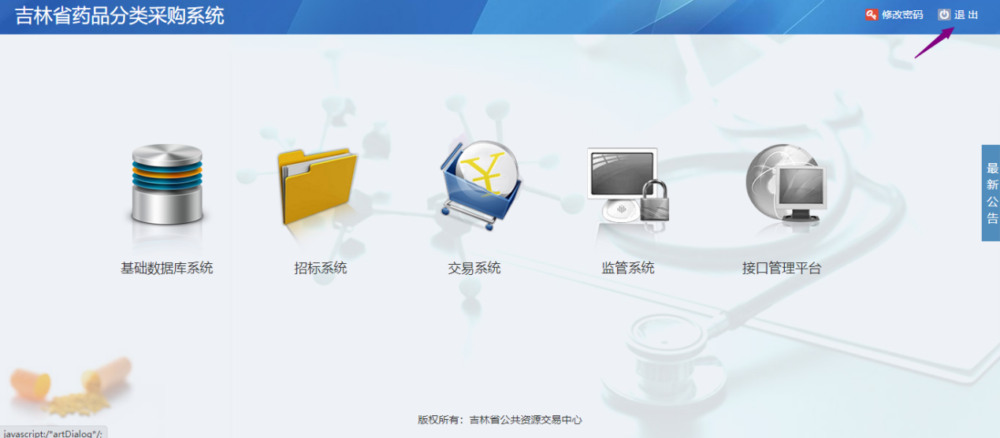 吉林省药品分类采购系统
修改密码 退 出
最新公告
基础数据库系统 招标系统 交易系统 监管系统 接口管理平台
版权所有：吉林省公共资源交易中心
javascript:/"artDialog"/;